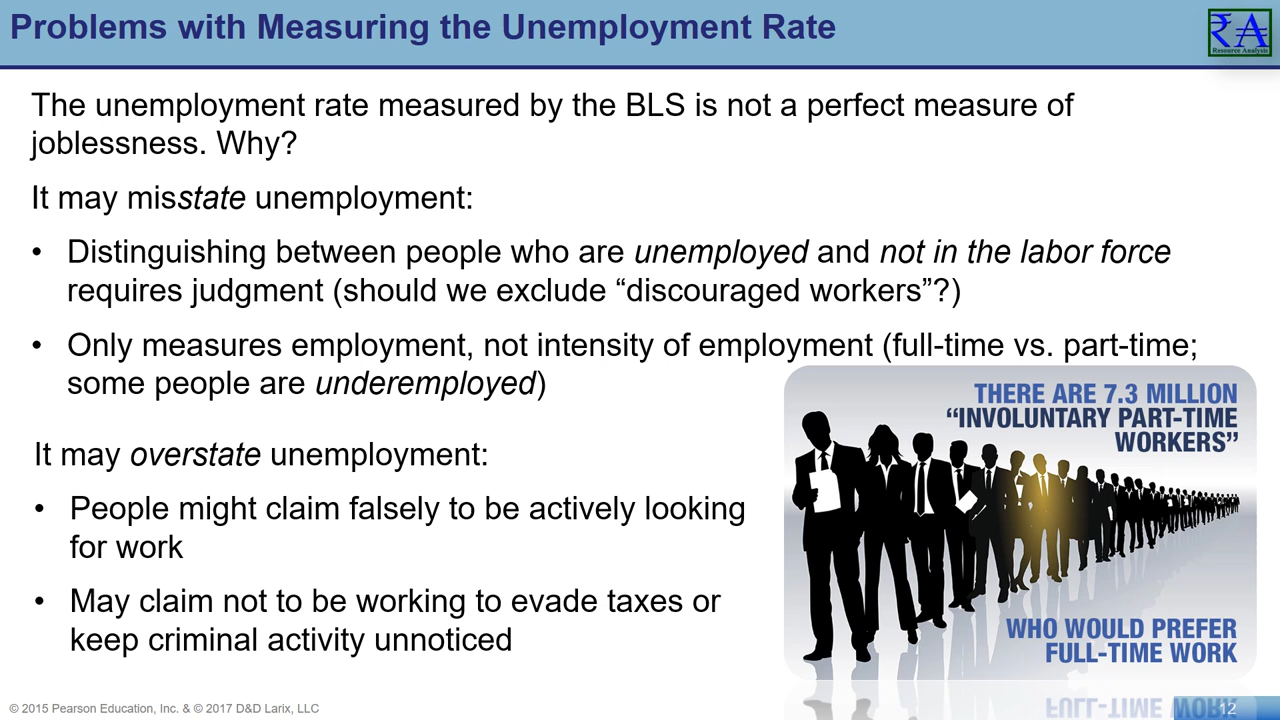 Problems with Measuring the Unemployment Rate
₹A
Resource Analysis
The unemployment rate measured by the BLS is not a perfect measure of
joblessness. Why?
It may misstate unemployment:
• Distinguishing between people who are unemployed and not in the labor force
requires judgment (should we exclude “discouraged workers”?)
• Only measures employment, not intensity of employment (full-time vs. part-time;
some people are underemployed)
THERE ARE 7.3 MILLION
“INVOLUNTARY PART-TIME
WORKERS”
It may overstate unemployment:
• People might claim falsely to be actively looking
for work
• May claim not to be working to evade taxes or
keep criminal activity unnoticed
WHO WOULD PREFER
FULL-TIME WORK
© 2015 Pearson Education, Inc. & © 2017 D&D Larix, LLC
12